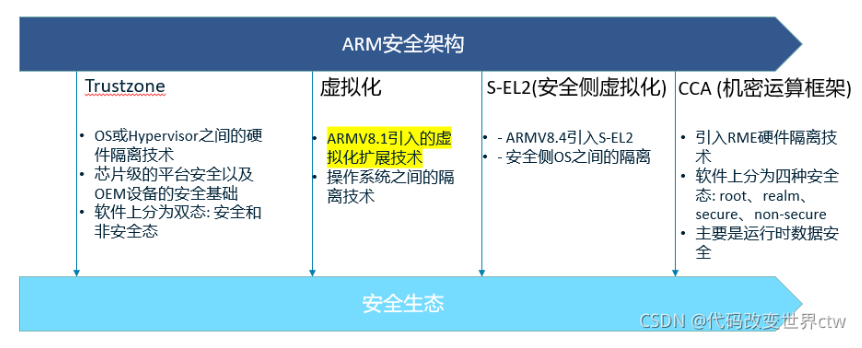 ARM安全架构
Trustzone
• OS或Hypervisor之间的硬
件隔离技术
• 芯片级的平台安全以及
OEM设备的安全基础
• 软件上分为双态: 安全和
非安全态
虚拟化
• ARMV8.1引入的虚
拟化扩展技术
• 操作系统之间的隔
离技术
S-EL2(安全侧虚拟化)
• - ARMV8.4引入S-EL2
• - 安全侧OS之间的隔离
CCA (机密运算框架)
• 引入RME硬件隔离技
术
• 软件上分为四种安全
态: root、realm、
secure、non-secure
• 主要是运行时数据安
全
安全生态
CSDN @代码改变世界ctw